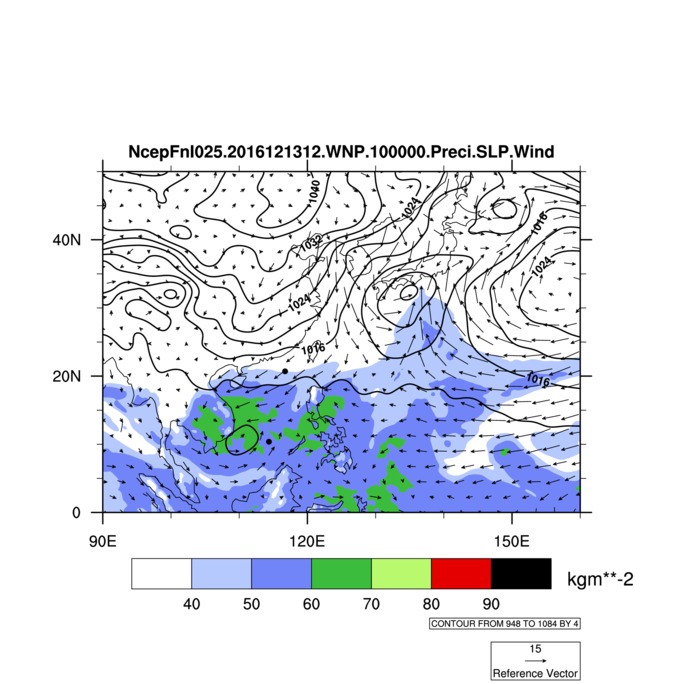 NcepFnl025.2016121312.WNP.100000.Preci.SLP.Wind
1040
1024
1016
1032
40N
1024
1024
1016
20N
1016
0
90E 120E 150E
40 50 60 70 80 90
kgm**-2
CONTOUR FROM 948 TO 1084 BY 4
15
Reference Vector